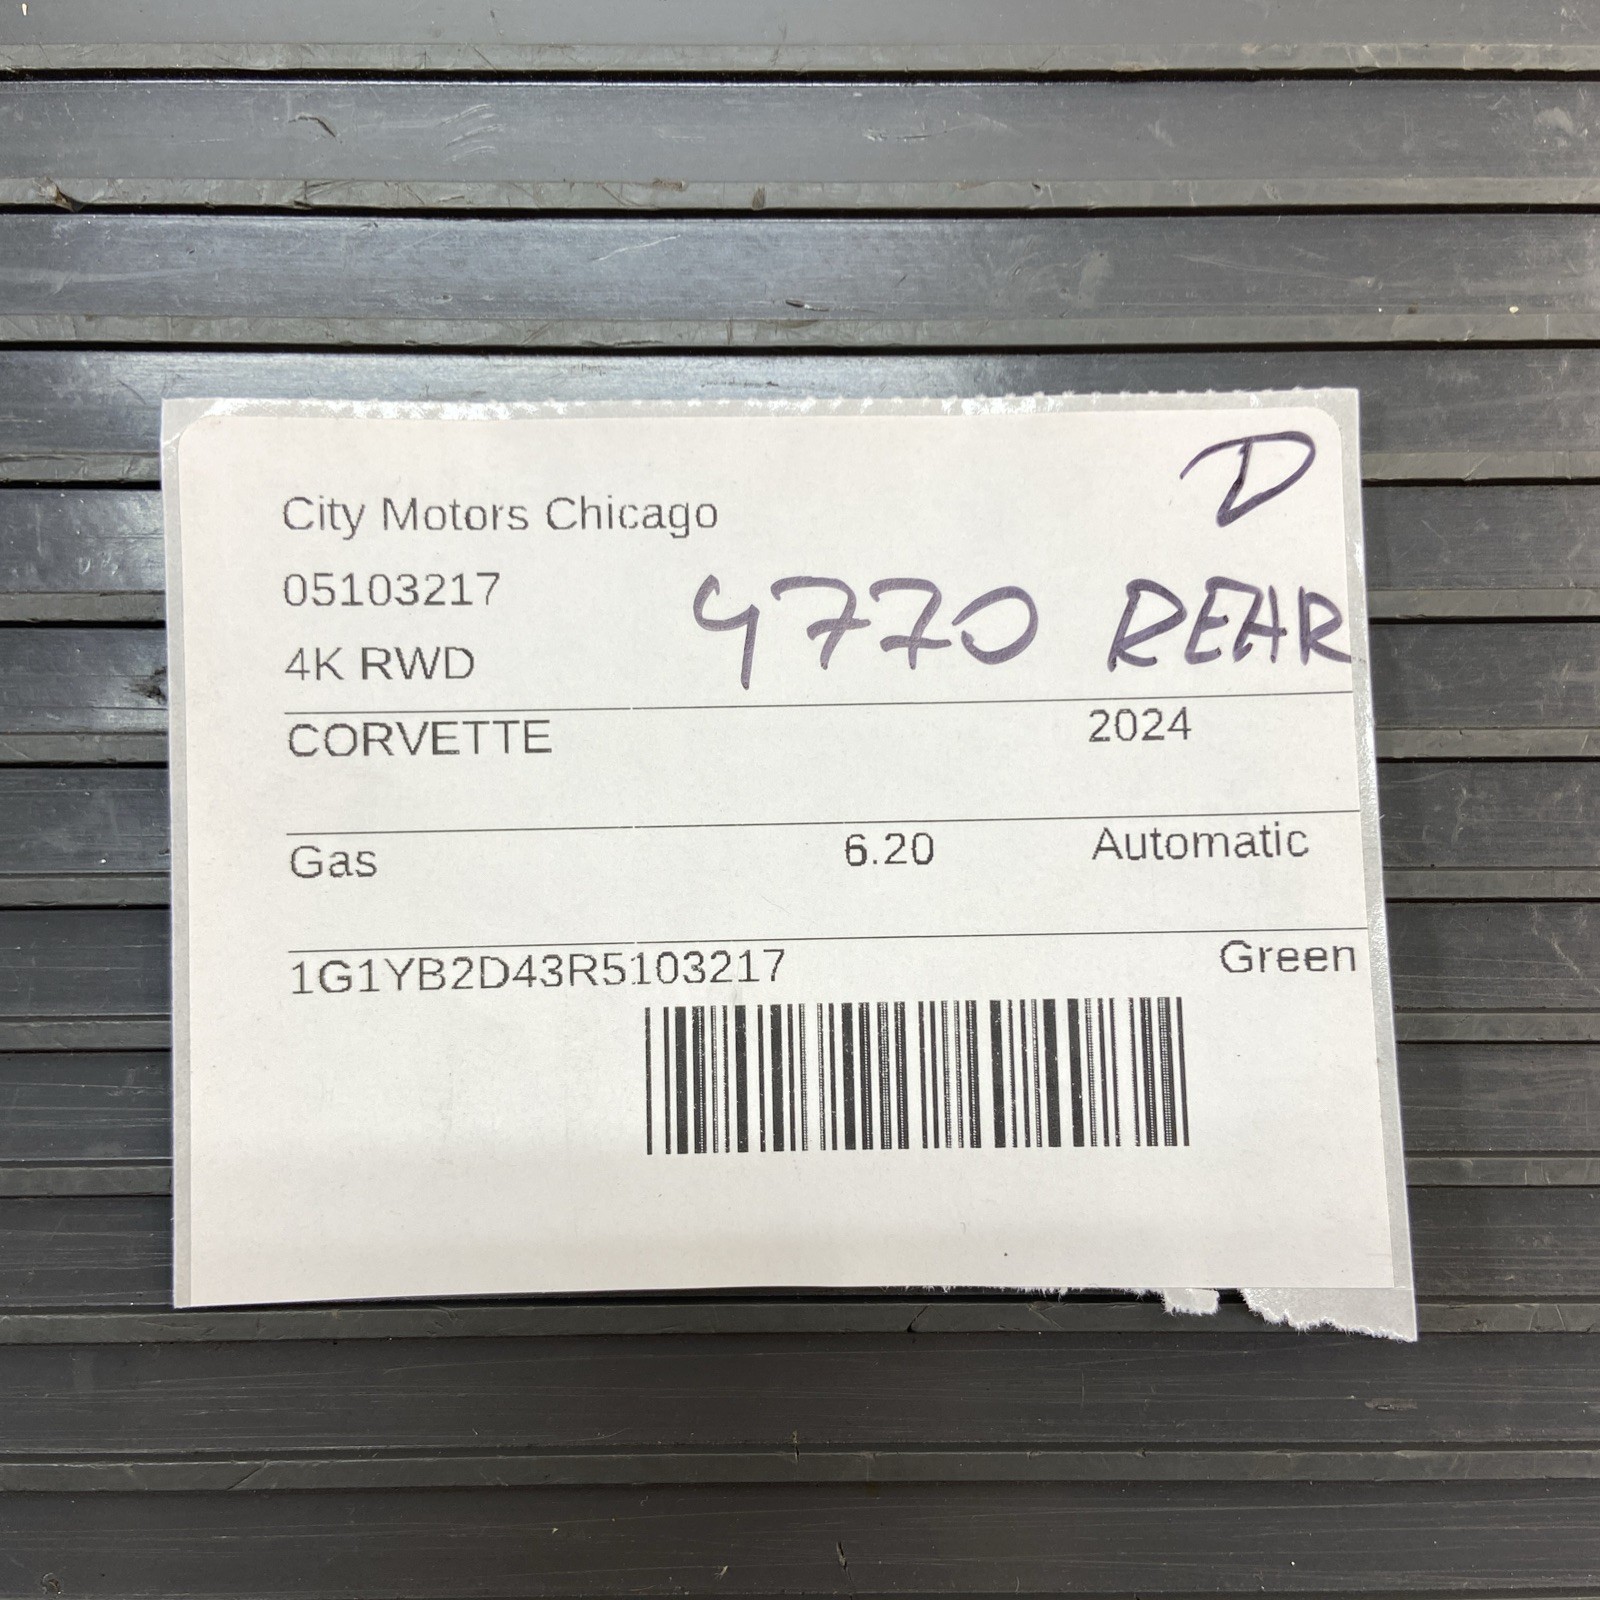 D
City Motors Chicago
05103217
4K RWD 4770 REAR
CORVETTE 2024
Gas 6.20 Automatic
1G1YB2D43R5103217 Green